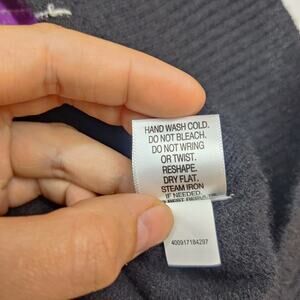 HAND WASH COLD.
DO NOT BLEACH.
DO NOT WRING
OR TWIST.
RESHAPE.
DRY FLAT.
STEAM IRON
IF NEEDED.
400917184297